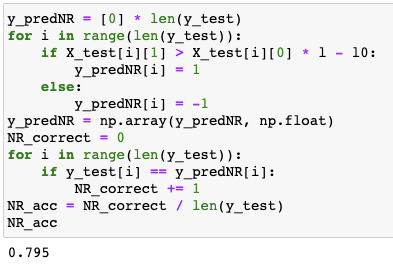 y_predNR = [0] * len(y_test)
for i in range(len(y_test)):
    if X_test[i][1] > X_test[i][0] * l - l0:
        y_predNR[i] = 1
    else:
        y_predNR[i] = -1
y_predNR = np.array(y_predNR, np.float)
NR_correct = 0
for i in range(len(y_test)):
    if y_test[i] == y_predNR[i]:
        NR_correct += 1
NR_acc = NR_correct / len(y_test)
NR_acc
0.795